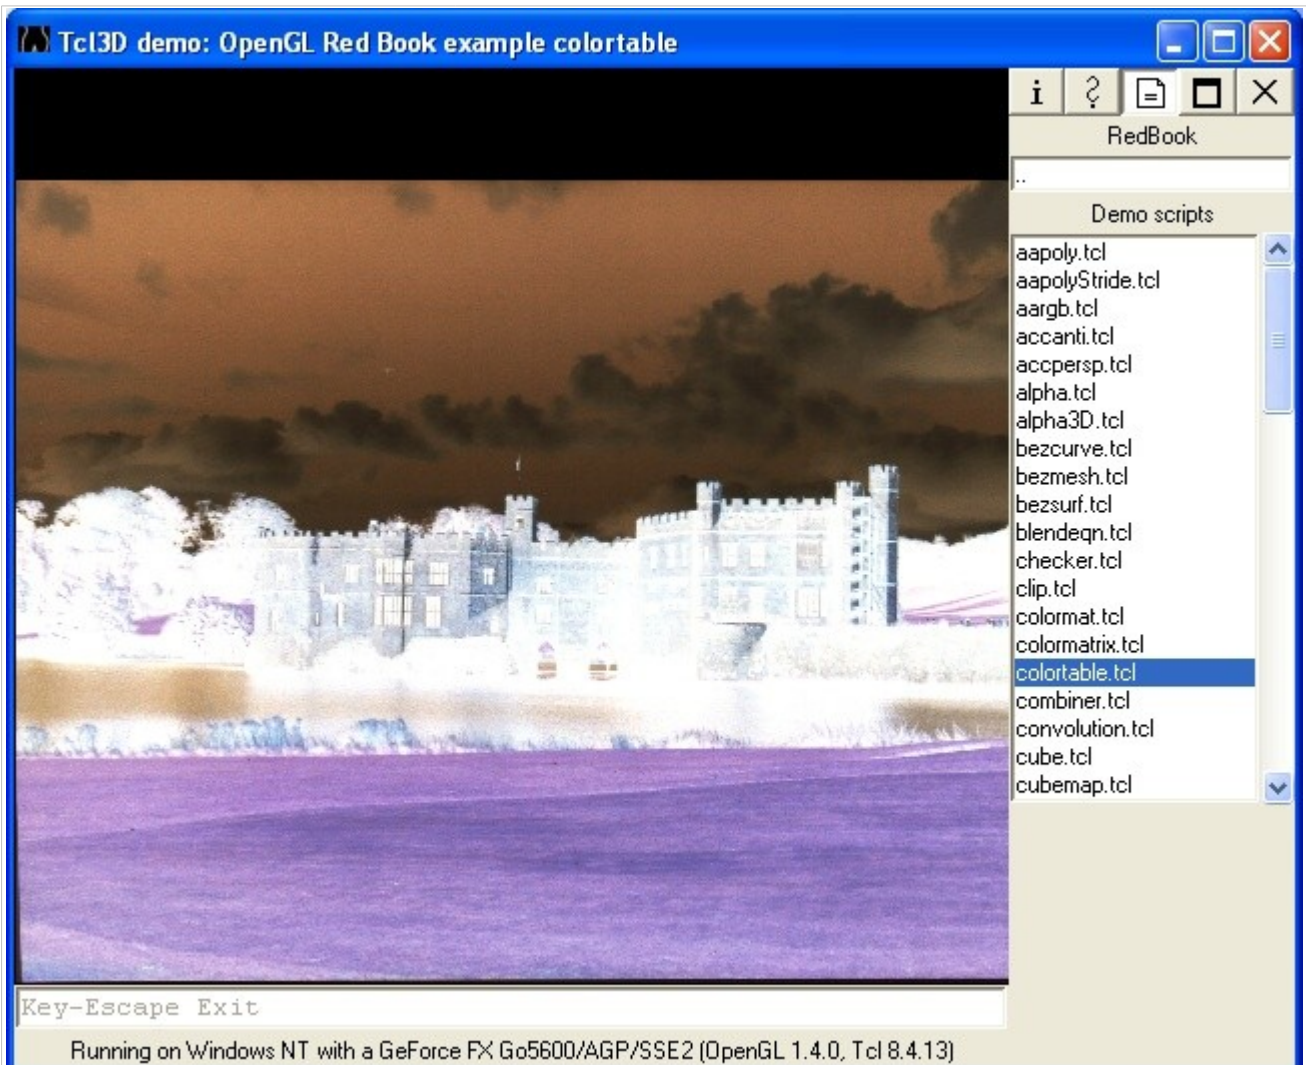 Tcl3D demo: OpenGL Red Book example colortable
RedBook
..
Demo scripts
aapoly.tcl
aapolyStride.tcl
aargb.tcl
accanti.tcl
accpersp.tcl
alpha.tcl
alpha3D.tcl
bezcurve.tcl
bezmesh.tcl
bezsurf.tcl
blendeqn.tcl
checker.tcl
clip.tcl
colormat.tcl
colormatrix.tcl
colortable.tcl
combiner.tcl
convolution.tcl
cube.tcl
cubemap.tcl
Key-Escape Exit
Running on Windows NT with a GeForce FX Go5600/AGP/SSE2 (OpenGL 1.4.0, Tcl 8.4.13)